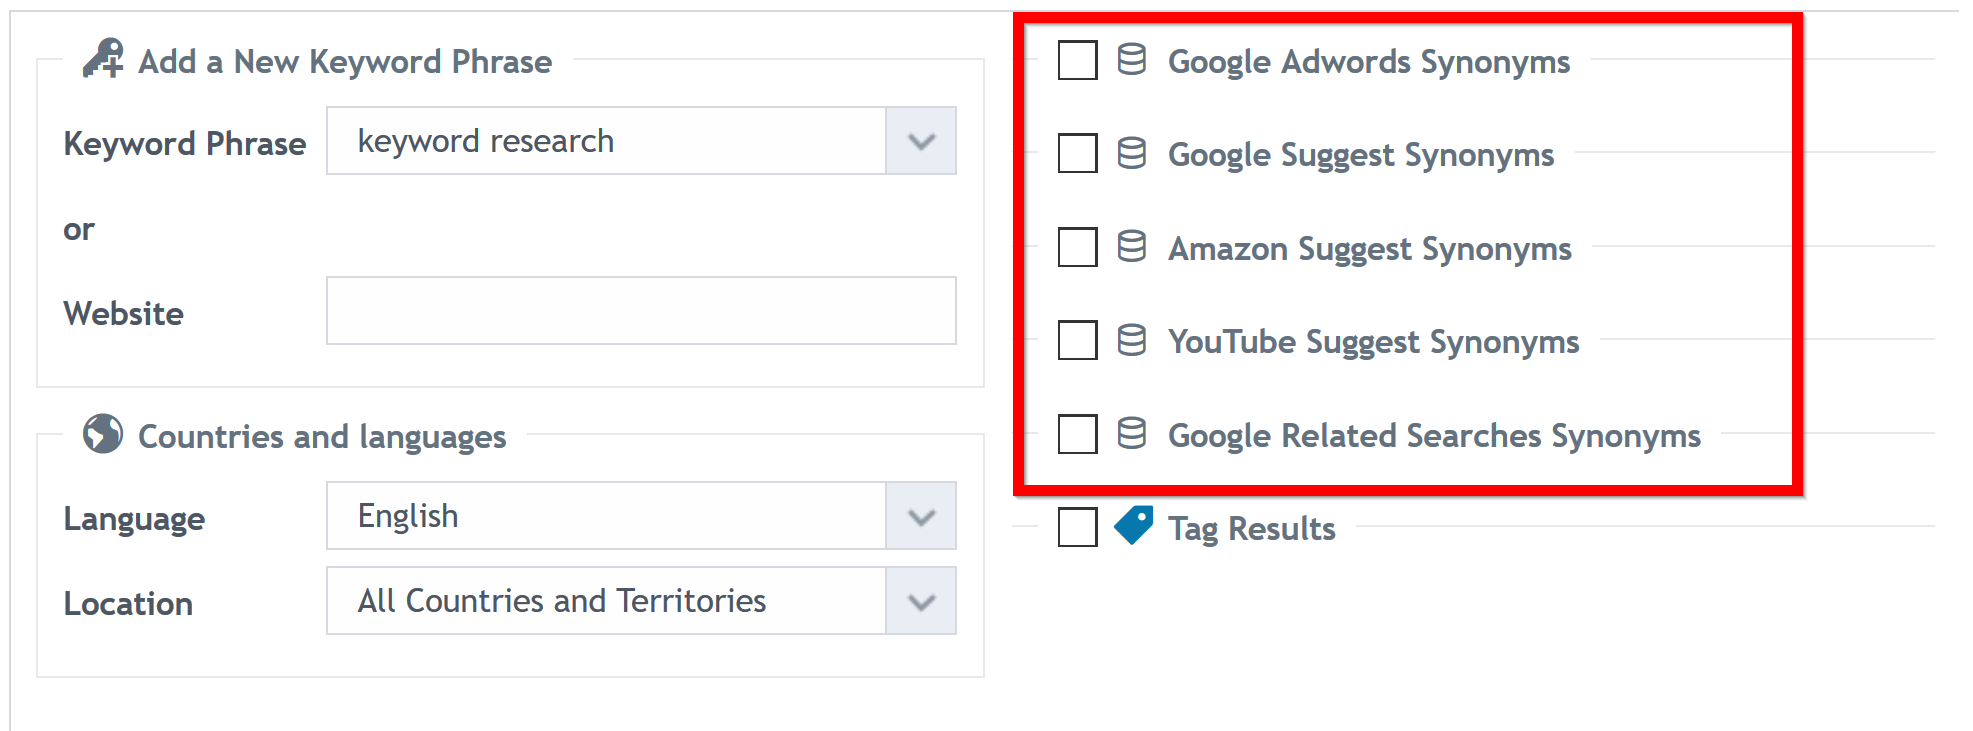 Add a New Keyword Phrase
Keyword Phrase keyword research
or
Website
Countries and languages
Language English
Location All Countries and Territories
Google Adwords Synonyms
Google Suggest Synonyms
Amazon Suggest Synonyms
YouTube Suggest Synonyms
Google Related Searches Synonyms
Tag Results